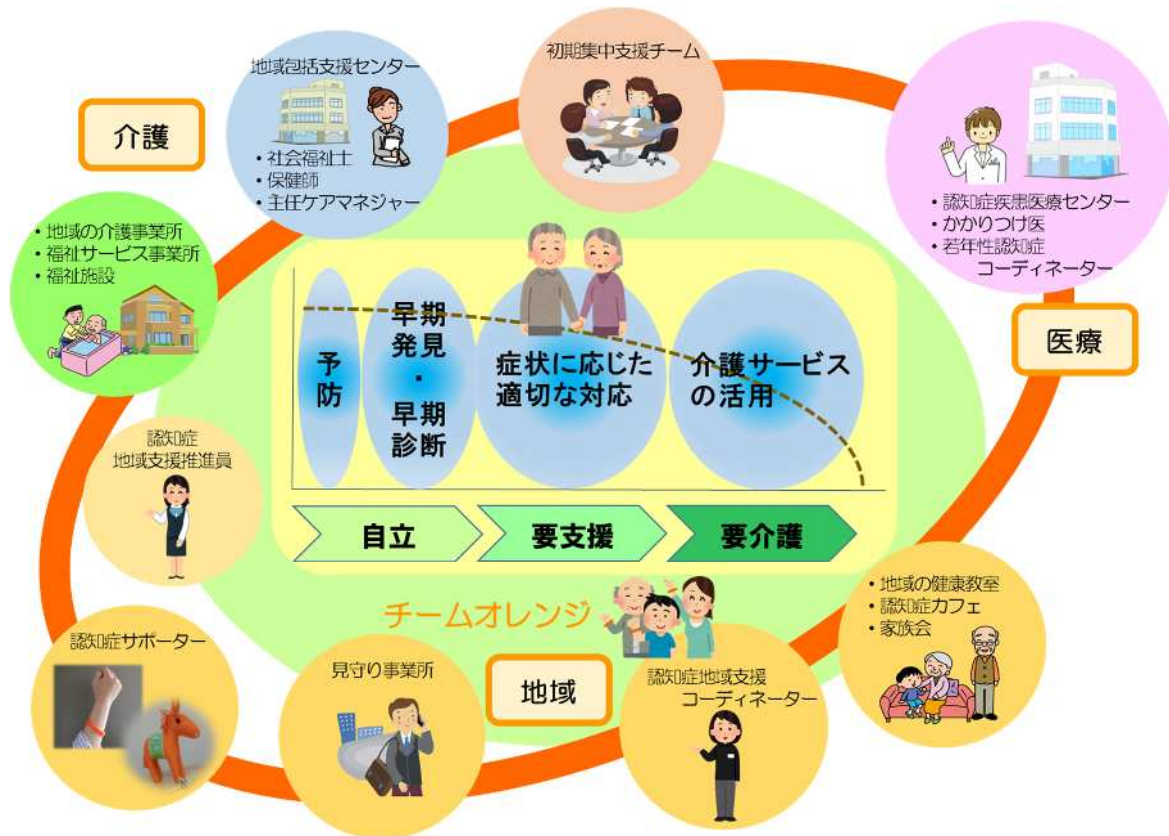 介護
地域包括支援センター
・社会福祉士
・保健師
・主任ケアマネジャー
初期集中支援チーム
・認知症疾患医療センター
・かかりつけ医
・若年性認知症
コーディネーター
医療
・地域の介護事業所
・福祉サービス事業所
・福祉施設
予防
早期
発見
・
早期
診断
症状に応じた
適切な対応
介護サービス
の活用
自立
要支援
要介護
認知症
地域支援推進員
チームオレンジ
・地域の健康教室
・認知症カフェ
・家族会
認知症サポーター
見守り事業所
地域
認知症地域支援
コーディネーター